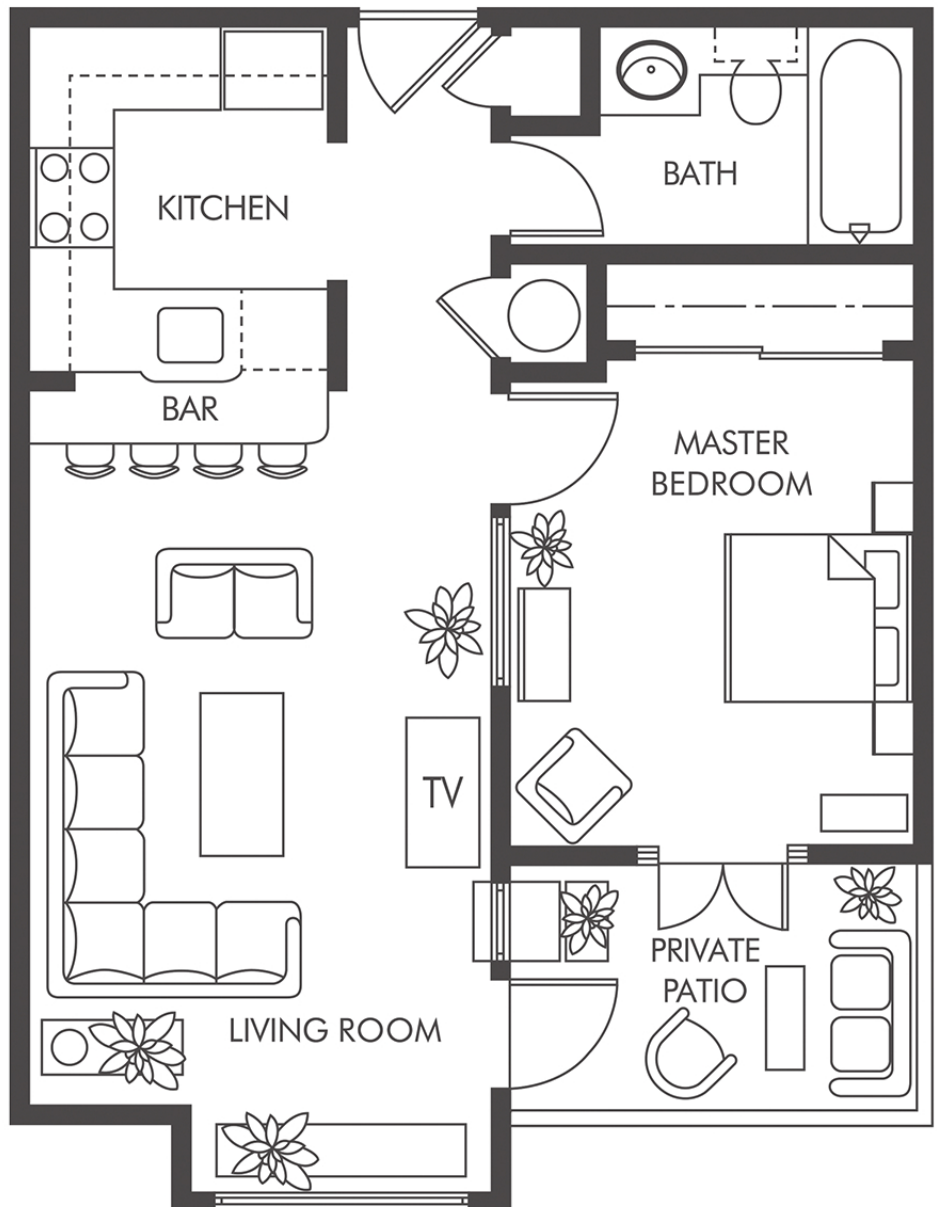 BATH
KITCHEN
BAR
MASTER
BEDROOM
TV
PRIVATE
PATIO
LIVING ROOM